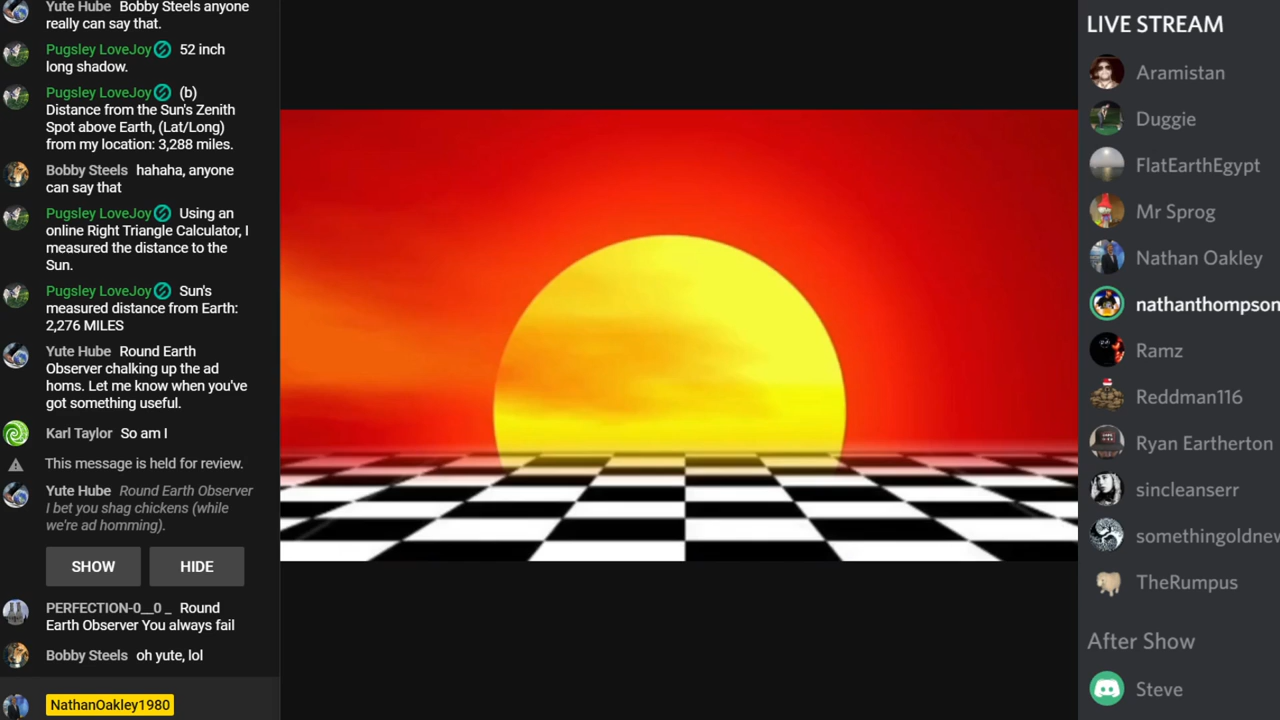 Yute Hube Bobby Steels anyone
really can say that.
Pugsley LoveJoy 52 inch
long shadow.
Pugsley LoveJoy (b)
Distance from the Sun's Zenith
Spot above Earth, (Lat/Long)
from my location: 3,288 miles.
Bobby Steels hahaha, anyone
can say that
Pugsley LoveJoy Using an
online Right Triangle Calculator, I
measured the distance to the
Sun.
Pugsley LoveJoy Sun's
measured distance from Earth:
2,276 MILES
Yute Hube Round Earth
Observer chalking up the ad
homs. Let me know when you've
got something useful.
Karl Taylor So am I
This message is held for review.
Yute Hube Round Earth Observer
I bet you shag chickens (while
we're ad homming).
SHOW HIDE
PERFECTION-0__0 _ Round
Earth Observer You always fail
Bobby Steels oh yute, lol
NathanOakley1980
LIVE STREAM
Aramistan
Duggie
FlatEarthEgypt
Mr Sprog
Nathan Oakley
nathanthompson
Ramz
Reddman116
Ryan Eartherton
sincleanserr
somethingoldnew
TheRumpus
After Show
Steve